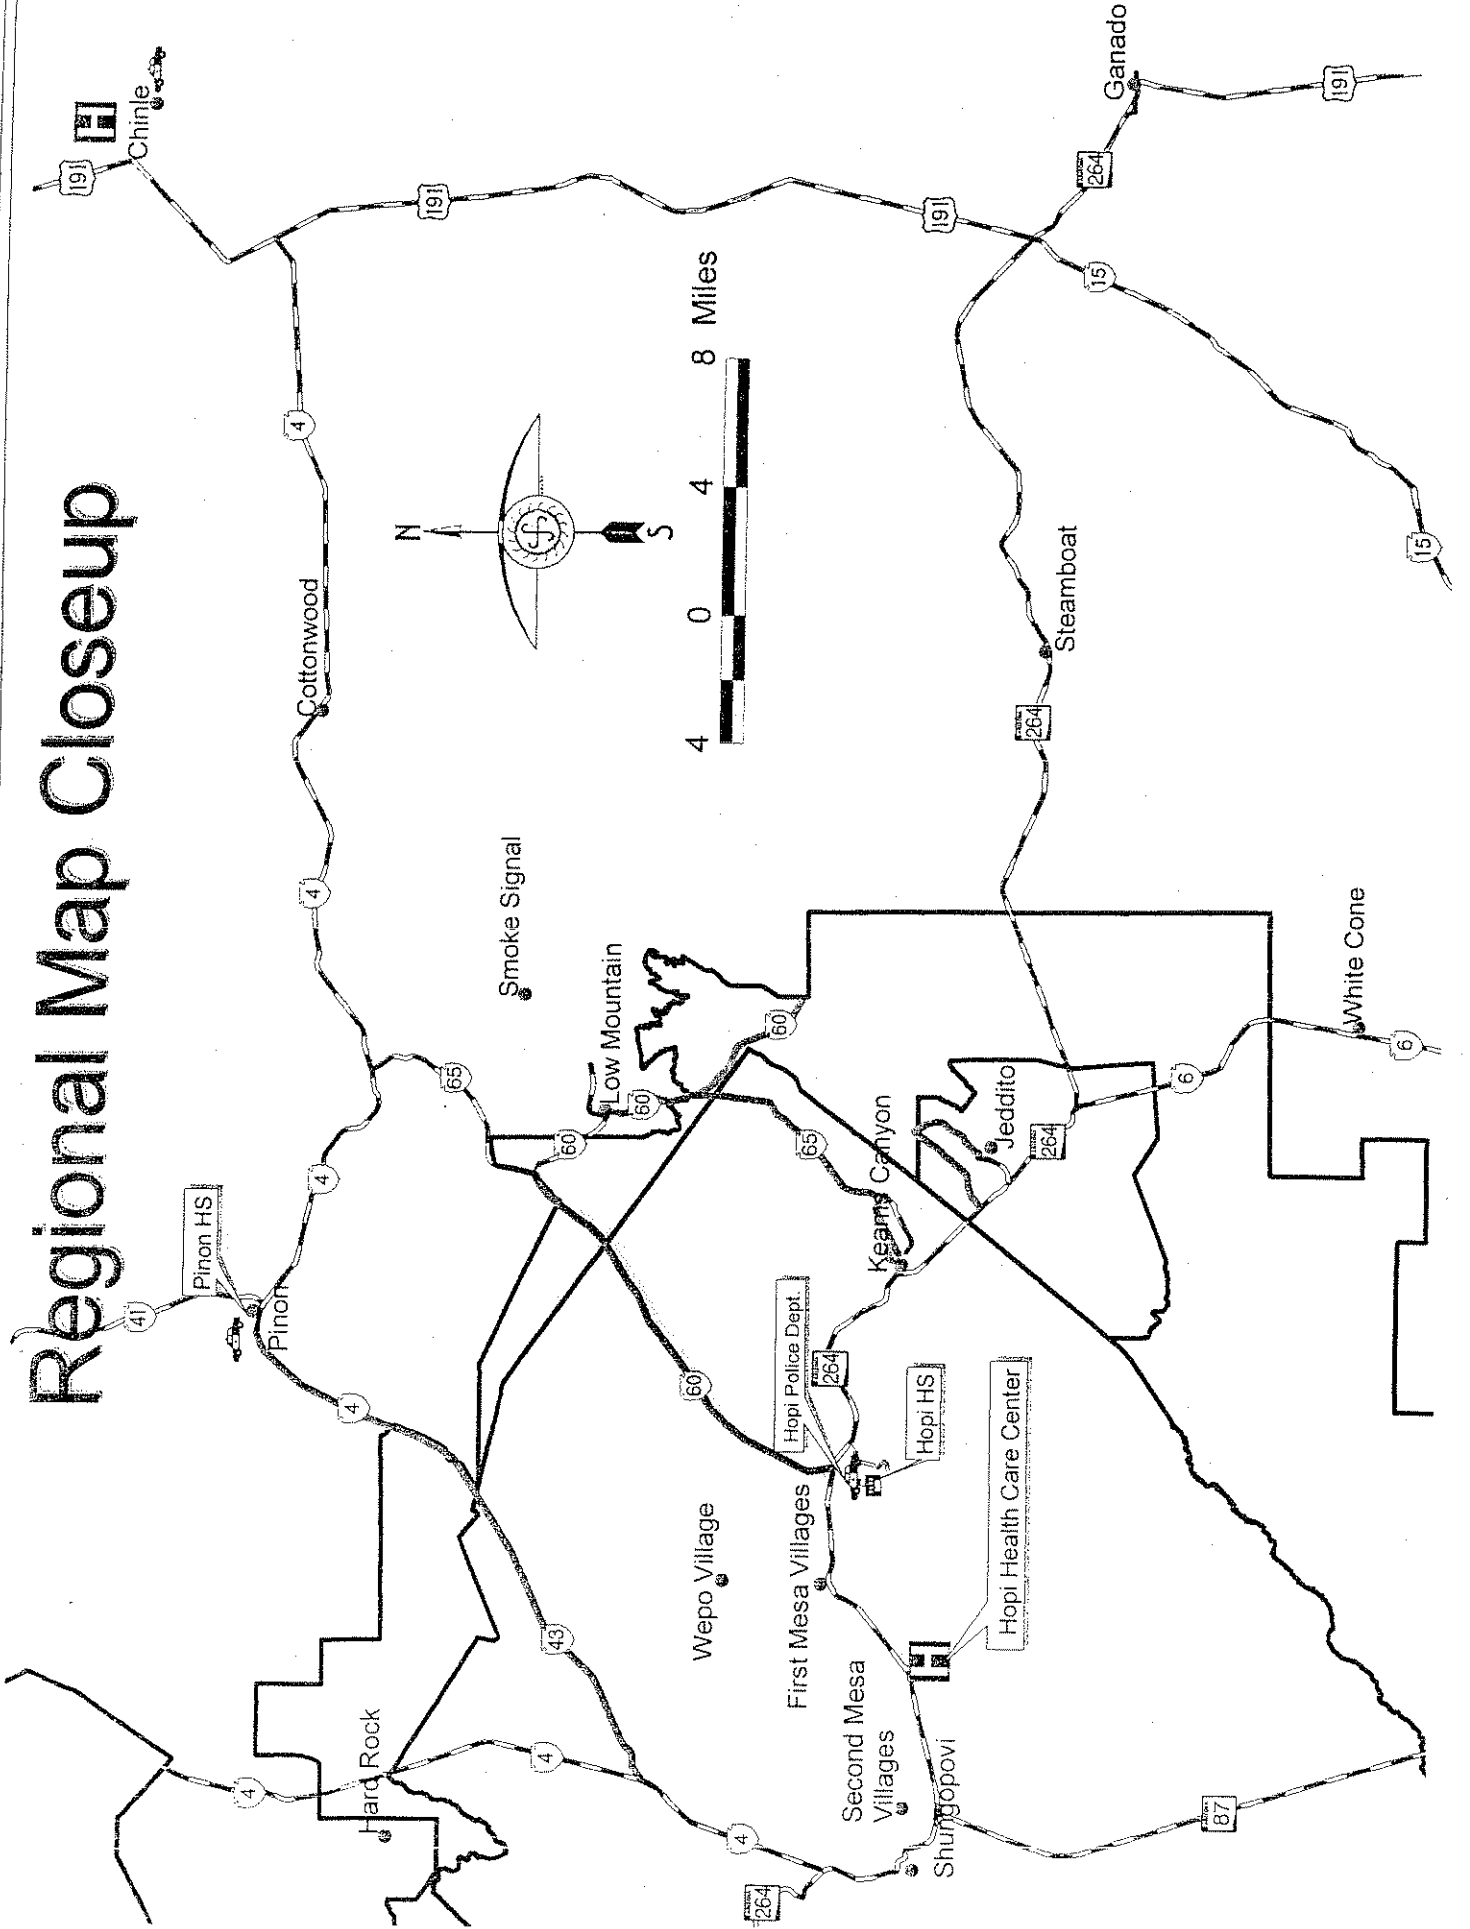 Regional Map Closeup
191
H
Chinle
41
Pinon HS
Pinon
4
4
4
Cottonwood
4
191
N
S
4 0 4 8 Miles
65
Smoke Signal
Low Mountain
60
60
60
4
Hard Rock
4
43
4
264
60
65
Wepo Village
First Mesa Villages
Second Mesa
Villages
Shungopovi
H
Hopi Health Care Center
Hopi HS
Hopi Police Dept.
264
Keams Canyon
Jeddito
264
6
White Cone
6
87
264
Steamboat
191
15
15
264
Ganado
191